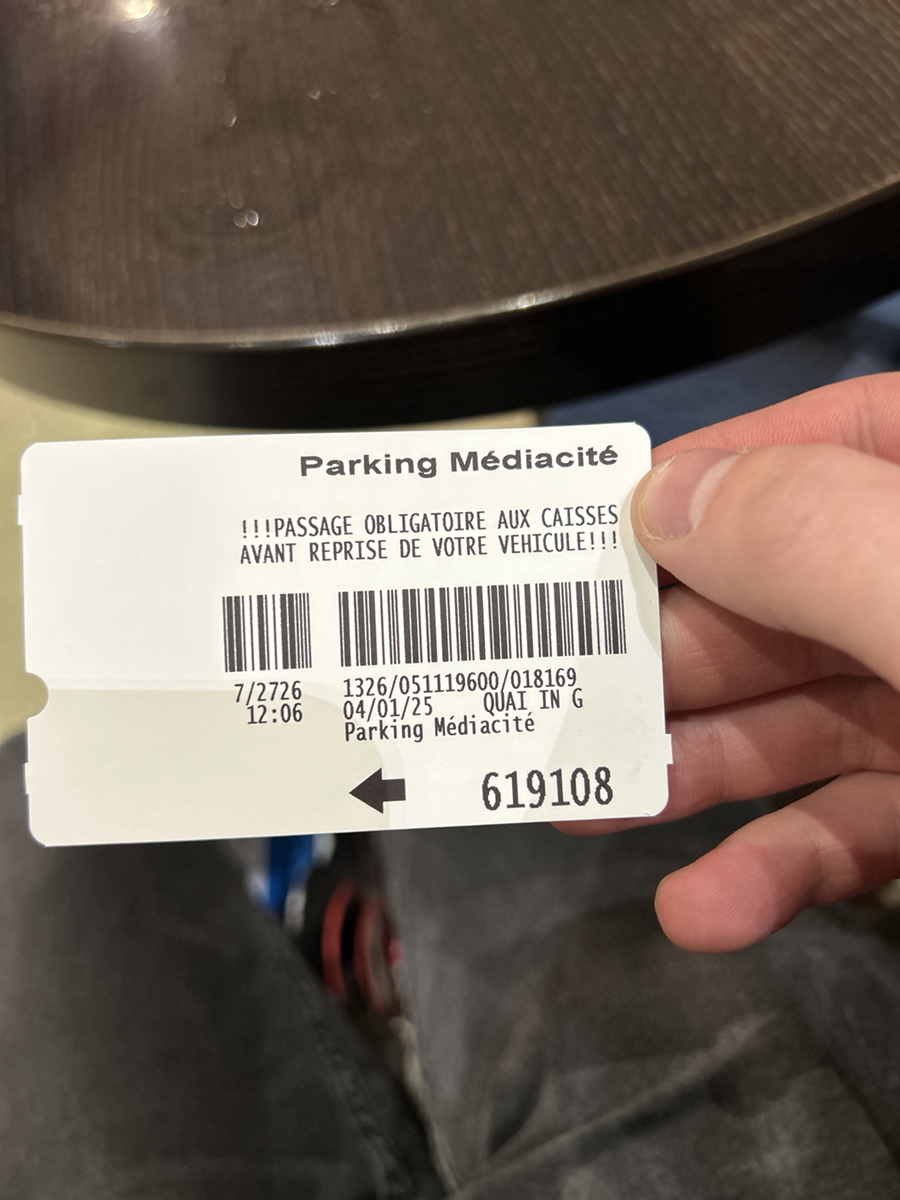 Parking Médiacité
!!!PASSAGE OBLIGATOIRE AUX CAISSES
AVANT REPRISE DE VOTRE VEHICULE!!!
7/2726 1326/051119600/018169
12:06 04/01/25 QUAI IN G
Parking Médiacité
619108